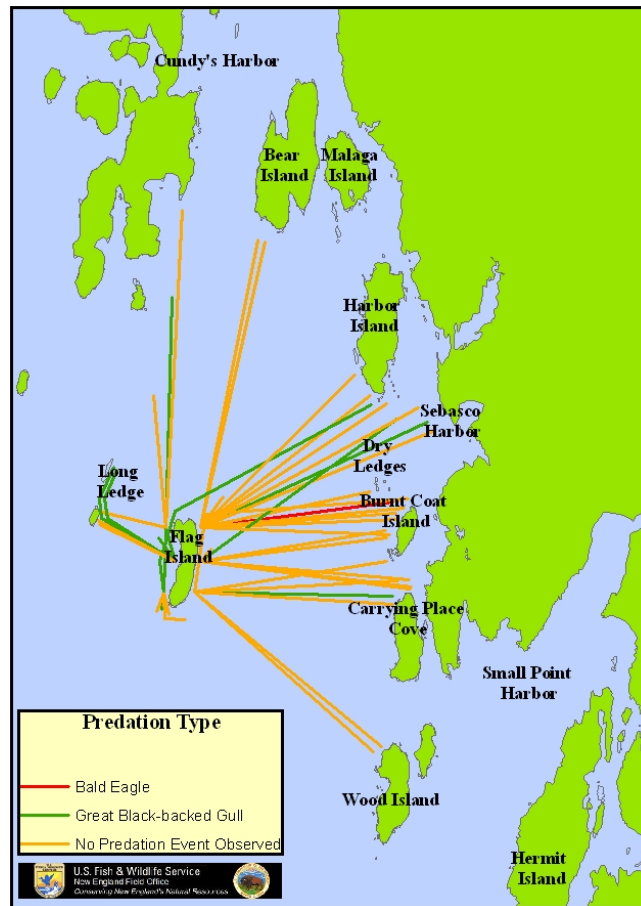 Cundy's Harbor
Bear
Island
Malaga
Island
Harbor
Island
Sebasco
Harbor
Dry
Ledges
Long
Ledge
Burnt Coat
Island
Flag
Island
Carrying Place
Cove
Small Point
Harbor
Wood Island
Hermit
Island
Predation Type
Bald Eagle
Great Black-backed Gull
No Predation Event Observed
U.S. Fish & Wildlife Service
New England Field Office
Conserving New England's Natural Resources